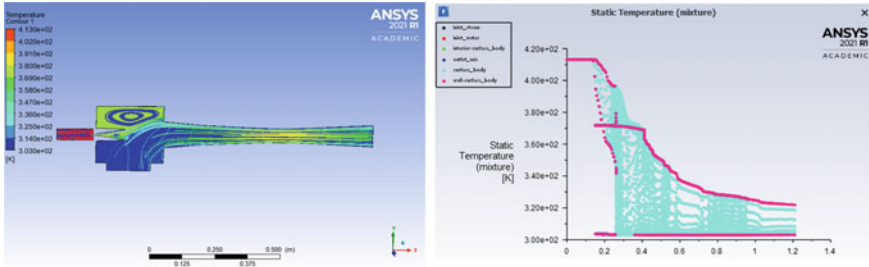 Temperature
Contour 1
4.130e+02
4.020e+02
3.910e+02
3.800e+02
3.690e+02
3.580e+02
3.470e+02
3.360e+02
3.250e+02
3.140e+02
3.030e+02
[K]
ANSYS
2021 R1
ACADEMIC
0
0.250
0.500 (m)
0.125
0.375
Y
X
Static Temperature (mixture)
inlet_steam
inlet_water
interior-surface_body
outlet_mix
surface_body
wall-surface_body
ANSYS
2021 R1
ACADEMIC
4.20e+02
4.00e+02
3.80e+02
3.60e+02
3.40e+02
3.20e+02
3.00e+02
Static
Temperature
(mixture)
[K]
0
0.2
0.4
0.6
0.8
1
1.2
1.4